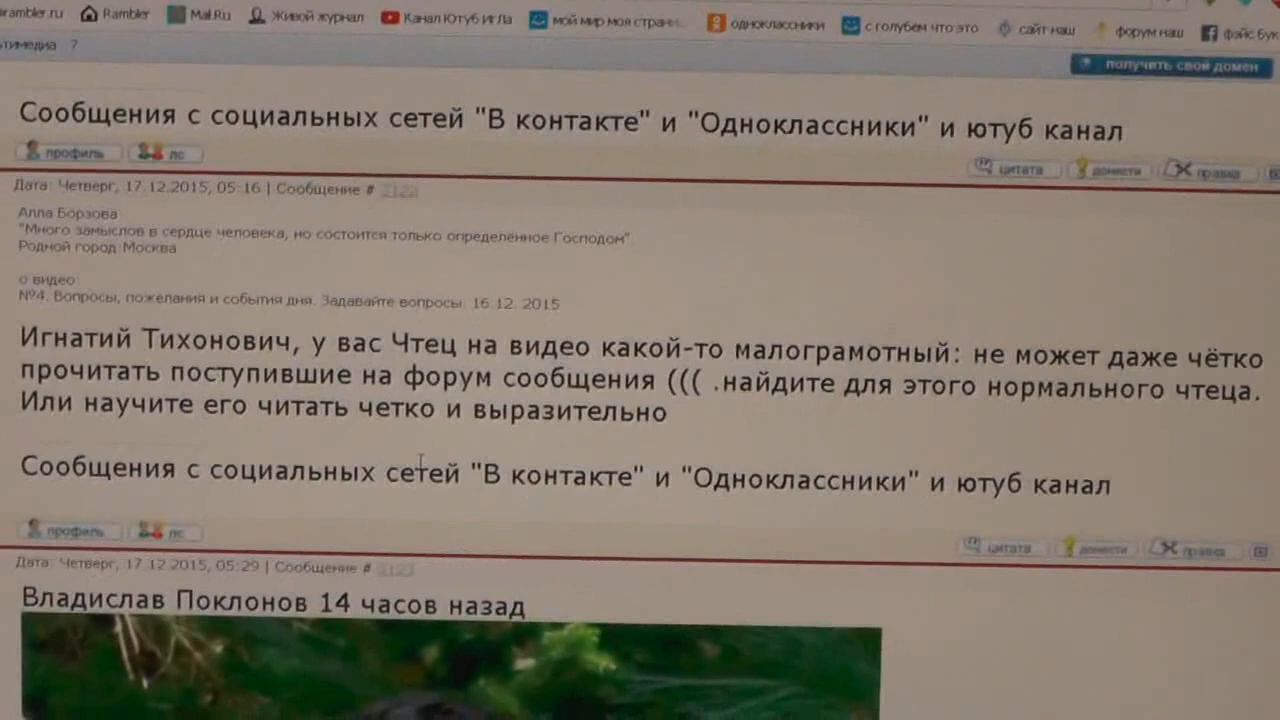 rambler.ru Rambler Mail.Ru Живой журнал Канал Ютуб ИгЛа мой мир моя страни одноклассники с голубем что это сайт наш форум наш фэйс бук
тимедиа ?
получить свой домен
Сообщения с социальных сетей "В контакте" и "Одноклассники" и ютуб канал
профиль лс цитата донести правка
Дата: Четверг, 17.12.2015, 05:16 | Сообщение # 3122
Алла Борзова
"Много замыслов в сердце человека, но состоится только определённое Господом".
Родной город:Москва
о видео:
№4. Вопросы, пожелания и события дня. Задавайте вопросы. 16.12. 2015
Игнатий Тихонович, у вас Чтец на видео какой-то малограмотный: не может даже чётко
прочитать поступившие на форум сообщения ((( .найдите для этого нормального чтеца.
Или научите его читать четко и выразительно
Сообщения с социальных сетей "В контакте" и "Одноклассники" и ютуб канал
профиль лс цитата донести правка
Дата: Четверг, 17.12.2015, 05:29 | Сообщение # 3123
Владислав Поклонов 14 часов назад